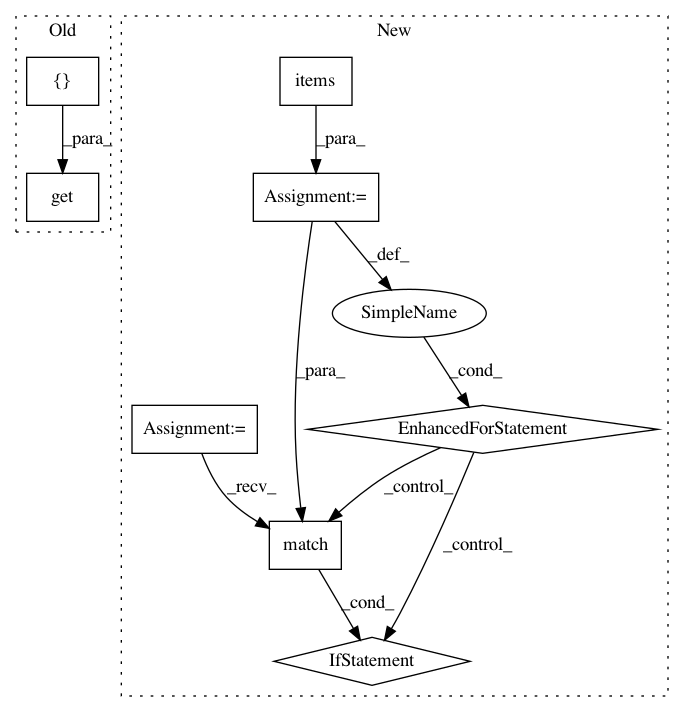 Old
New
{}
items
_para_
_para_
get
Assignment:=
_def_
SimpleName
_para_
_cond_
Assignment:=
EnhancedForStatement
_recv_
_control_
_control_
match
_cond_
IfStatement